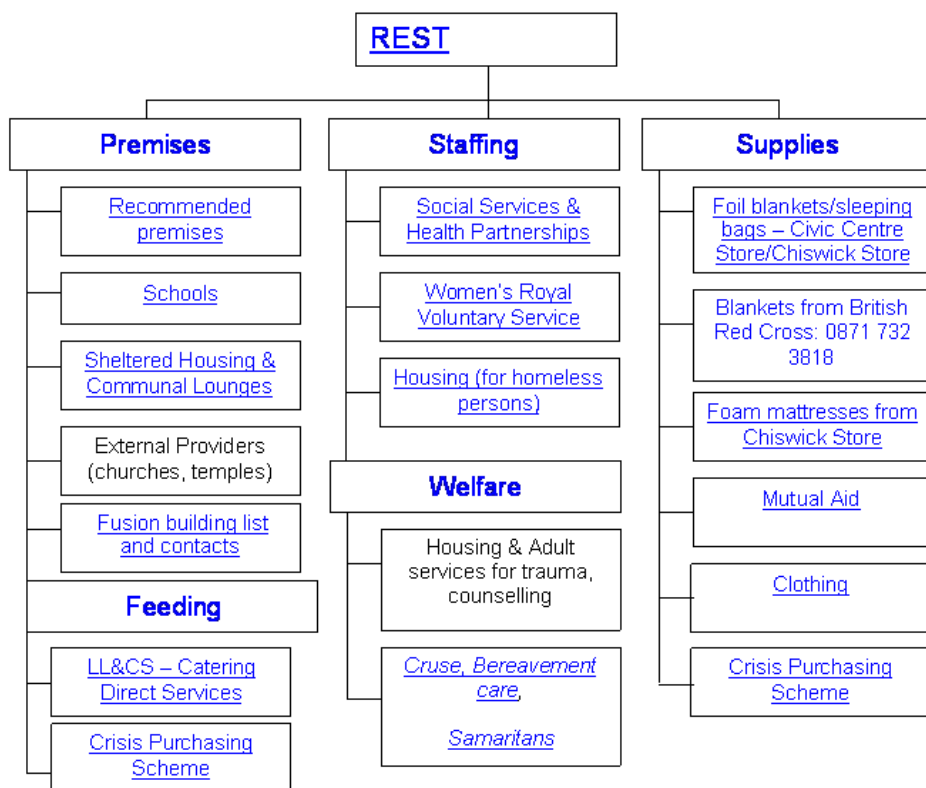 REST
Premises
Recommended
premises
Schools
Sheltered Housing &
Communal Lounges
External Providers
(churches, temples)
Fusion building list
and contacts
Feeding
LL&CS – Catering
Direct Services
Crisis Purchasing
Scheme
Staffing
Social Services &
Health Partnerships
Women's Royal
Voluntary Service
Housing (for homeless
persons)
Welfare
Housing & Adult
services for trauma,
counselling
Cruse, Bereavement
care,
Samaritans
Supplies
Foil blankets/sleeping
bags – Civic Centre
Store/Chiswick Store
Blankets from British
Red Cross: 0871 732
3818
Foam mattresses from
Chiswick Store
Mutual Aid
Clothing
Crisis Purchasing
Scheme